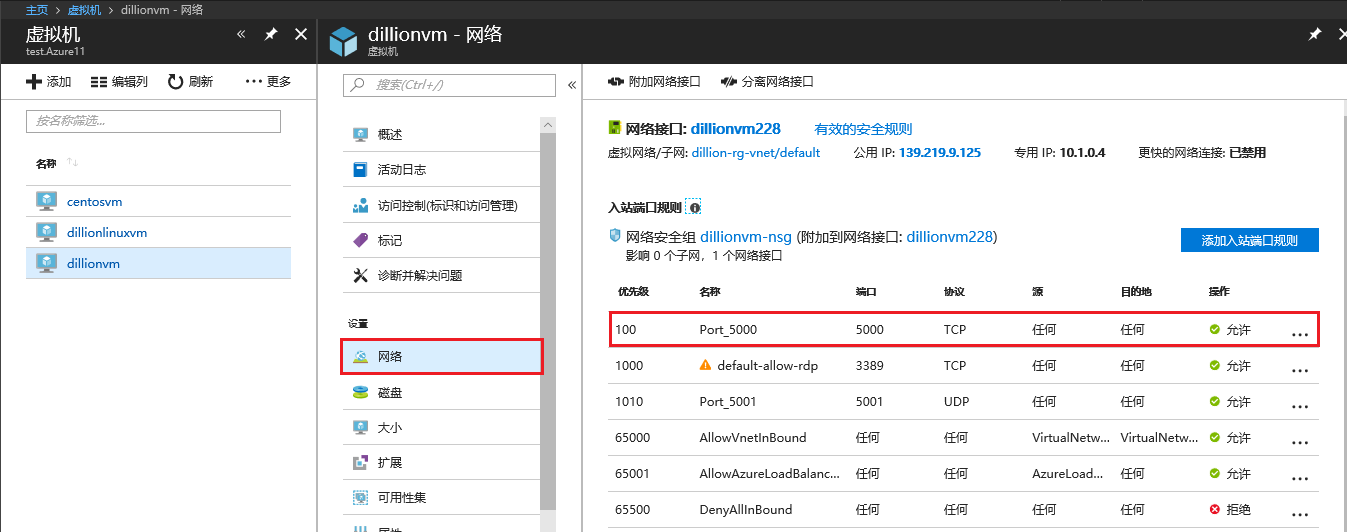 主页 > 虚拟机 > dillionvm - 网络
虚拟机
test.Azure11
添加 编辑列 刷新 更多
按名称筛选...
名称
centosvm
dillionlinuxvm
dillionvm
dillionvm - 网络
虚拟机
搜索(Ctrl+/)
概述
活动日志
访问控制(标识和访问管理)
标记
诊断并解决问题
设置
网络
磁盘
大小
扩展
可用性集
附加网络接口 分离网络接口
网络接口: dillionvm228 有效的安全规则
虚拟网络/子网: dillion-rg-vnet/default 公用 IP: 139.219.9.125 专用 IP: 10.1.0.4 更快的网络连接: 已禁用
入站端口规则
网络安全组 dillionvm-nsg (附加到网络接口: dillionvm228)
影响 0 个子网，1 个网络接口
添加入站端口规则
优先级 名称 端口 协议 源 目的地 操作
100 Port_5000 5000 TCP 任何 任何 允许 ...
1000 default-allow-rdp 3389 TCP 任何 任何 允许 ...
1010 Port_5001 5001 UDP 任何 任何 允许 ...
65000 AllowVnetInBound 任何 任何 VirtualNetw... VirtualNetw... 允许 ...
65001 AllowAzureLoadBalanc... 任何 任何 AzureLoad... 任何 允许 ...
65500 DenyAllInBound 任何 任何 任何 任何 拒绝 ...